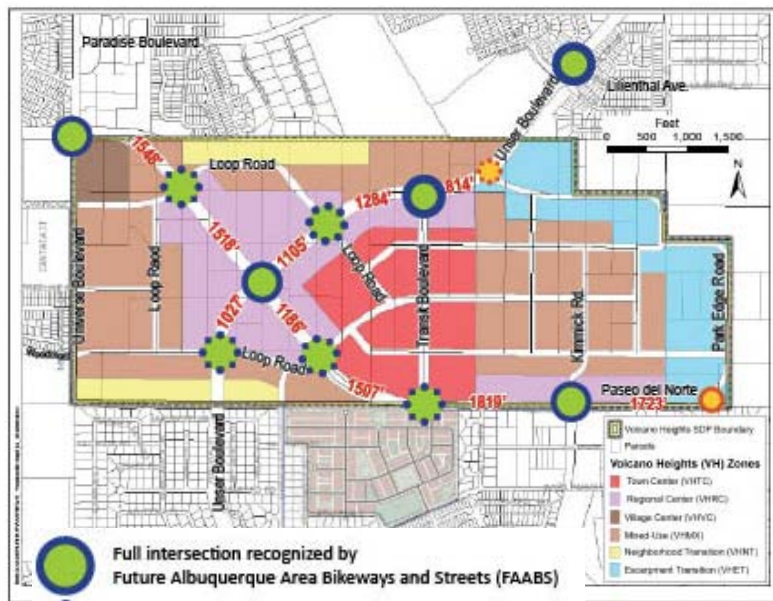 Paradise Boulevard
Lilienthal Ave.
Unser Boulevard
Feet
0 500 1,000 1,500
N
1548'
Loop Road
814'
1284'
1518'
1105'
Universe Boulevard
Loop Road
Loop Road
Transit Boulevard
Kimmick Rd.
Park Edge Road
1027'
1186'
Loop Road
1507'
1819'
Paseo del Norte
1723'
Unser Boulevard
Volcano Heights SDP Boundary
Parcels
Volcano Heights (VH) Zones
Town Center (VHTC)
Regional Center (VHRC)
Village Center (VHVC)
Mixed-Use (VHMX)
Neighborhood Transition (VHNT)
Escarpment Transition (VHET)
Full intersection recognized by
Future Albuquerque Area Bikeways and Streets (FAABS)